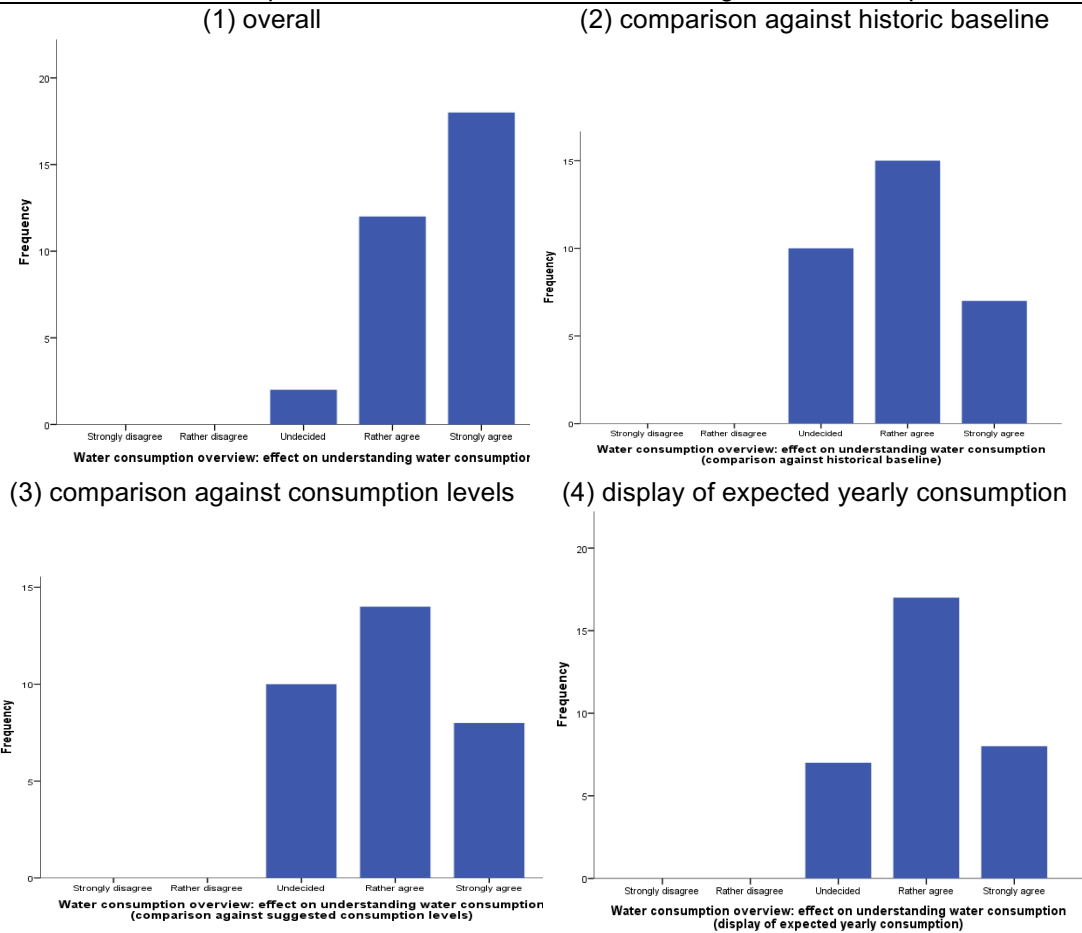 (1) overall
20
15
10
5
0
Frequency
Strongly disagree Rather disagree Undecided Rather agree Strongly agree
Water consumption overview: effect on understanding water consumption
(2) comparison against historic baseline
15
10
5
0
Frequency
Strongly disagree Rather disagree Undecided Rather agree Strongly agree
Water consumption overview: effect on understanding water consumption
(comparison against historical baseline)
(3) comparison against consumption levels
15
10
5
0
Frequency
Strongly disagree Rather disagree Undecided Rather agree Strongly agree
Water consumption overview: effect on understanding water consumption
(comparison against suggested consumption levels)
(4) display of expected yearly consumption
20
15
10
5
0
Frequency
Strongly disagree Rather disagree Undecided Rather agree Strongly agree
Water consumption overview: effect on understanding water consumption
(display of expected yearly consumption)